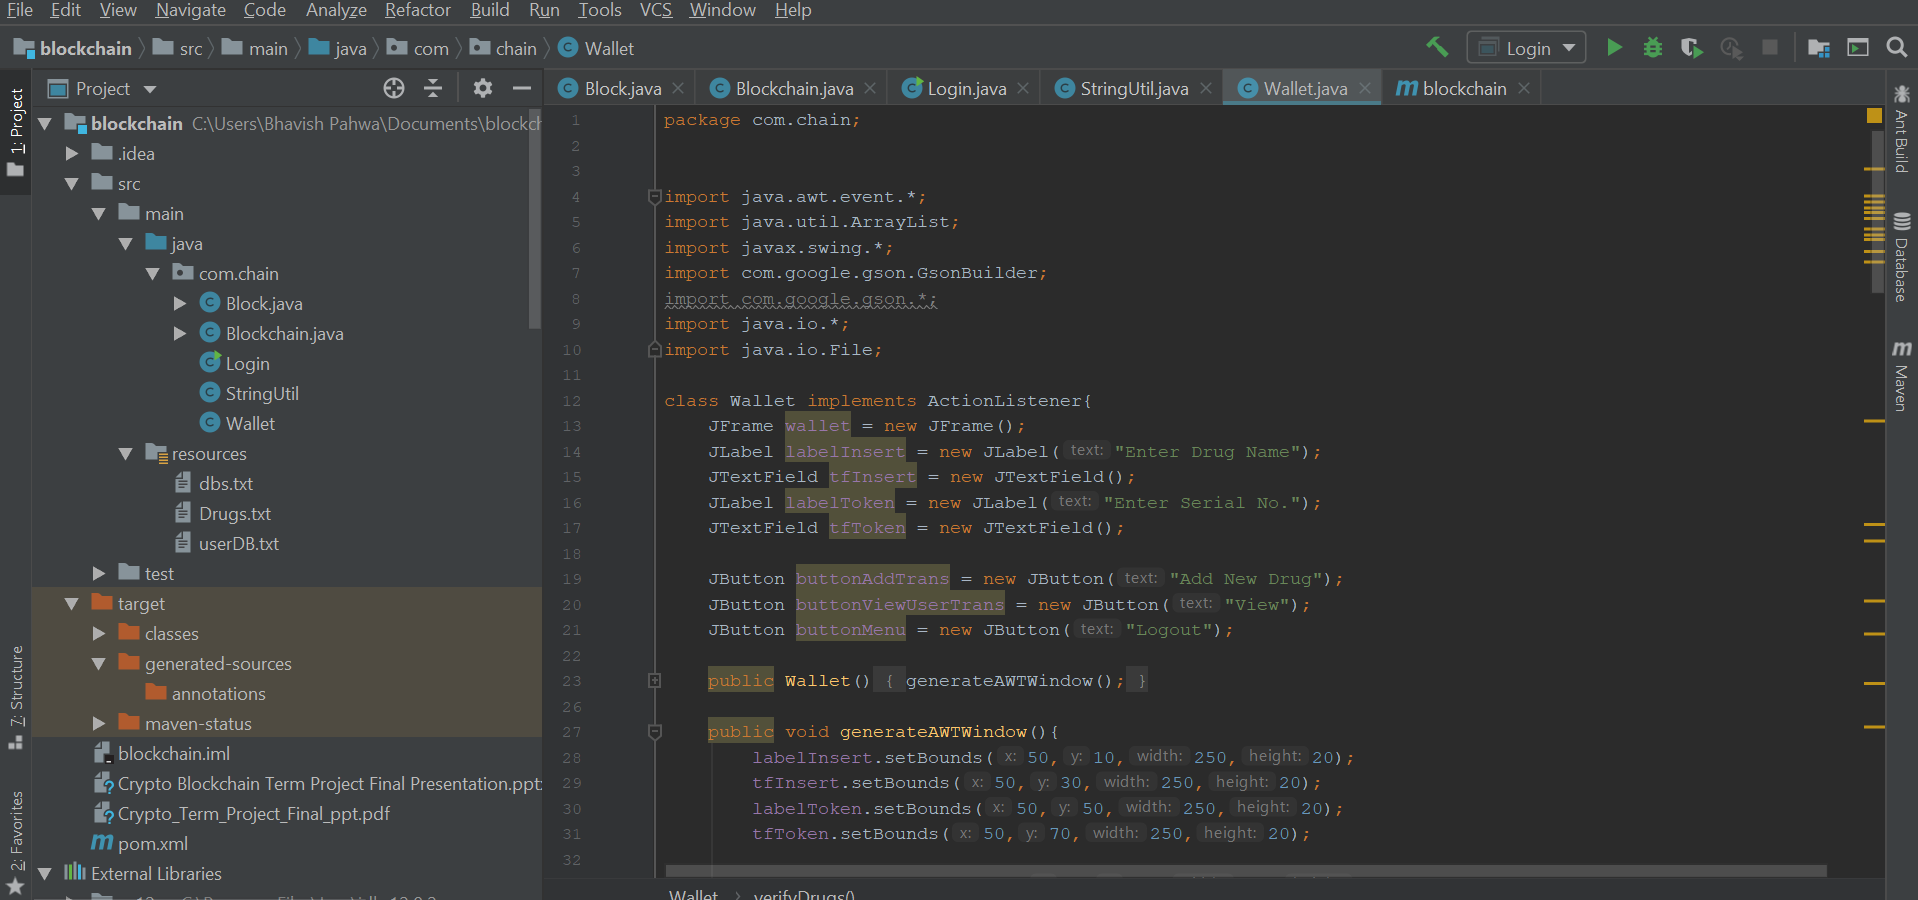 File Edit View Navigate Code Analyze Refactor Build Run Tools VCS Window Help
blockchain src main java com chain Wallet
Login
1: Project
7: Structure
2: Favorites
Project
blockchain C:\Users\Bhavish Pahwa\Documents\blockch
.idea
src
main
java
com.chain
Block.java
Blockchain.java
Login
StringUtil
Wallet
resources
dbs.txt
Drugs.txt
userDB.txt
test
target
classes
generated-sources
annotations
maven-status
blockchain.iml
Crypto Blockchain Term Project Final Presentation.ppt
Crypto_Term_Project_Final_ppt.pdf
m pom.xml
External Libraries
Block.java Blockchain.java Login.java StringUtil.java Wallet.java m blockchain
1 package com.chain;
2
3
4 import java.awt.event.*;
5 import java.util.ArrayList;
6 import javax.swing.*;
7 import com.google.gson.GsonBuilder;
8 import com.google.gson.*;
9 import java.io.*;
10 import java.io.File;
11
12 class Wallet implements ActionListener{
13 JFrame wallet = new JFrame();
14 JLabel labelInsert = new JLabel( text: "Enter Drug Name");
15 JTextField tfInsert = new JTextField();
16 JLabel labelToken = new JLabel( text: "Enter Serial No.");
17 JTextField tfToken = new JTextField();
18
19 JButton buttonAddTrans = new JButton( text: "Add New Drug");
20 JButton buttonViewUserTrans = new JButton( text: "View");
21 JButton buttonMenu = new JButton( text: "Logout");
22
23 public Wallet() { generateAWTWindow(); }
26
27 public void generateAWTWindow(){
28 labelInsert.setBounds( x: 50, y: 10, width: 250, height: 20);
29 tfInsert.setBounds( x: 50, y: 30, width: 250, height: 20);
30 labelToken.setBounds( x: 50, y: 50, width: 250, height: 20);
31 tfToken.setBounds( x: 50, y: 70, width: 250, height: 20);
32
Wallet › verifyDrugs()
Ant Build
Database
m Maven